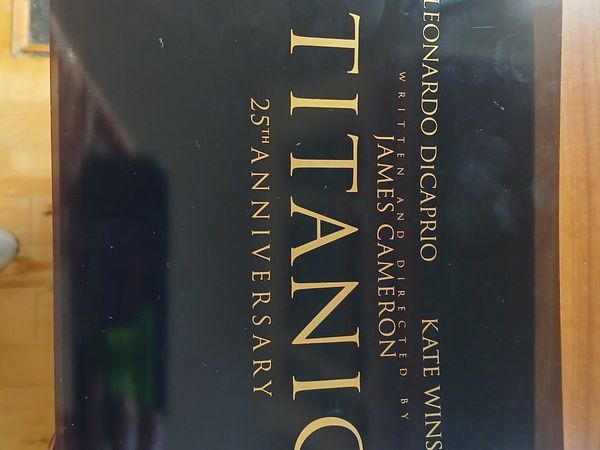 LEONARDO DICAPRIO KATE WINS
WRITTEN AND DIRECTED BY
JAMES CAMERON
TITANIC
25TH ANNIVERSARY